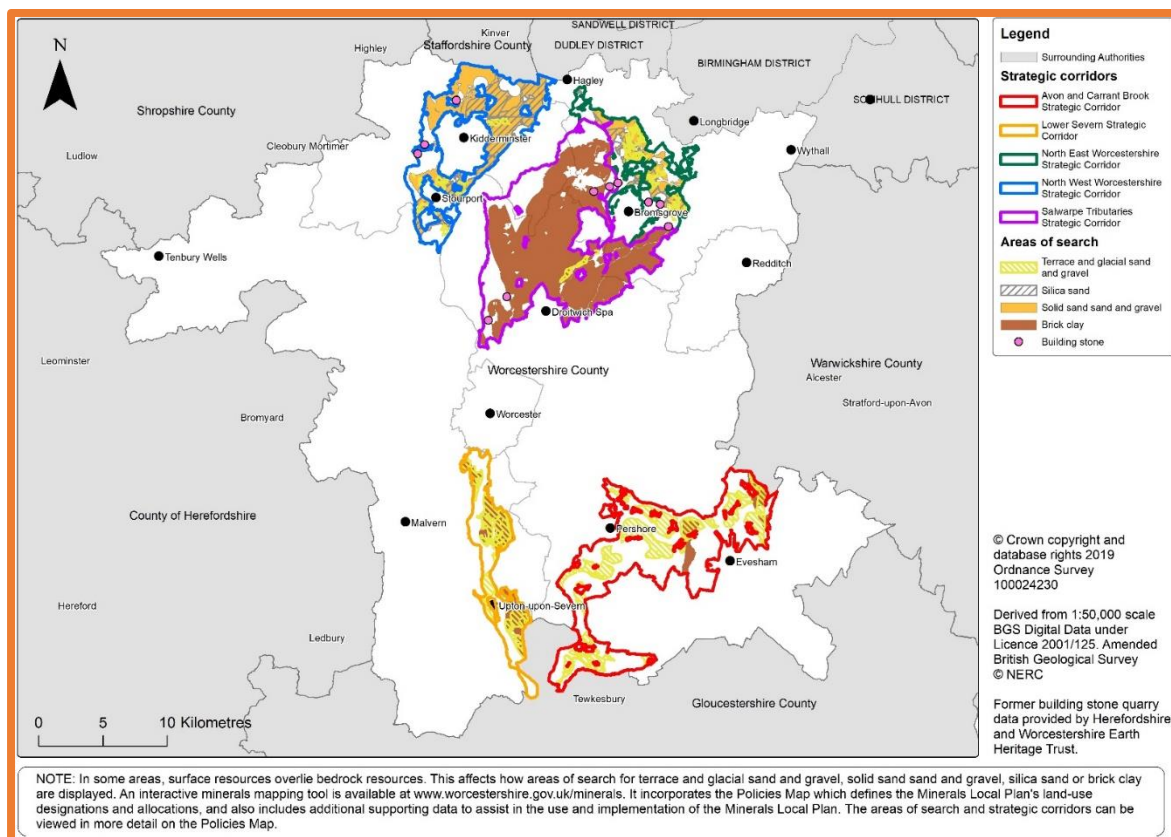 SANDWELL DISTRICT
Kinver
Staffordshire County
DUDLEY DISTRICT
Highley
N
BIRMINGHAM DISTRICT
Hagley
SOLIHULL DISTRICT
Shropshire County
Longbridge
Kidderminster
Cleobury Mortimer
Wythall
Ludlow
Stourport
Bromsgrove
Tenbury Wells
Redditch
Droitwich Spa
Leominster
Worcestershire County
Warwickshire County
Alcester
Stratford-upon-Avon
Bromyard
Worcester
County of Herefordshire
Malvern
Pershore
Evesham
Hereford
Upton-upon-Severn
Ledbury
Tewkesbury
Gloucestershire County
0 5 10 Kilometres
Legend
Surrounding Authorities
Strategic corridors
Avon and Carrant Brook
Strategic Corridor
Lower Severn Strategic
Corridor
North East Worcestershire
Strategic Corridor
North West Worcestershire
Strategic Corridor
Salwarpe Tributaries
Strategic Corridor
Areas of search
Terrace and glacial sand
and gravel
Silica sand
Solid sand sand and gravel
Brick clay
Building stone
© Crown copyright and
database rights 2019
Ordnance Survey
100024230
Derived from 1:50,000 scale
BGS Digital Data under
Licence 2001/125. Amended
British Geological Survey
© NERC
Former building stone quarry
data provided by Herefordshire
and Worcestershire Earth
Heritage Trust.
NOTE: In some areas, surface resources overlie bedrock resources. This affects how areas of search for terrace and glacial sand and gravel, solid sand sand and gravel, silica sand or brick clay
are displayed. An interactive minerals mapping tool is available at www.worcestershire.gov.uk/minerals. It incorporates the Policies Map which defines the Minerals Local Plan's land-use
designations and allocations, and also includes additional supporting data to assist in the use and implementation of the Minerals Local Plan. The areas of search and strategic corridors can be
viewed in more detail on the Policies Map.